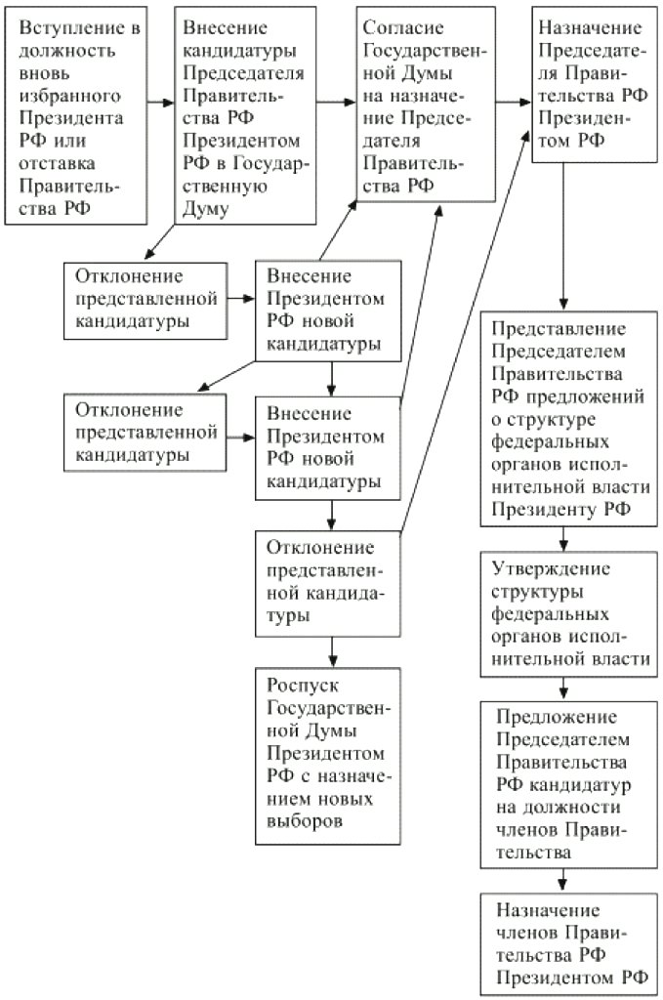 Вступление в
должность
вновь
избранного
Президента
РФ или
отставка
Правитель-
ства РФ
Внесение
кандидатуры
Председателя
Правитель-
ства РФ
Президентом
РФ в Государ-
ственную
Думу
Согласие
Государствен-
ной Думы
на назначе-
ние Предсе-
дателя
Правитель-
ства РФ
Назначение
Председате-
ля Прави-
тельства РФ
Президен-
том РФ
Отклонение
представленной
кандидатуры
Внесение
Президентом
РФ новой
кандидатуры
Отклонение
представленной
кандидатуры
Внесение
Президентом
РФ новой
кандидатуры
Отклонение
представлен-
ной кандида-
туры
Роспуск
Государствен-
ной Думы
Президентом
РФ с назначе-
нием новых
выборов
Представление
Председателем
Правительства
РФ предложений
о структуре
федеральных
органов испол-
нительной власти
Президенту РФ
Утверждение
структуры
федеральных
органов испол-
нительной власти
Предложение
Председателем
Правительства
РФ кандидатур
на должности
членов Прави-
тельства
Назначение
членов Прави-
тельства РФ
Президентом РФ